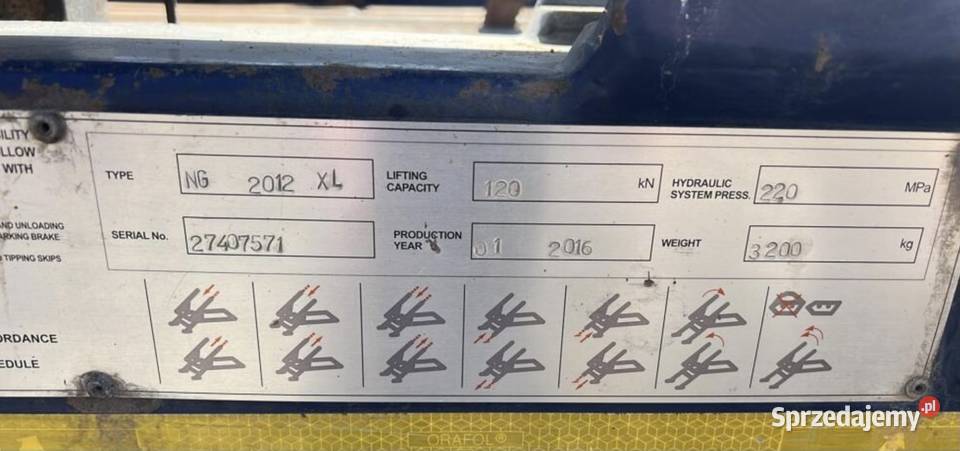 ILITY
LLOW
WITH
AND UNLOADING
ARKING BRAKE
TIPPING SKIPS
ORDANCE
EDULE
TYPE NG 2012 XL LIFTING CAPACITY 120 kN HYDRAULIC SYSTEM PRESS. 220 MPa
SERIAL No. 27407571 PRODUCTION YEAR 01 2016 WEIGHT 3200 kg
ORAFOL®
Sprzedajemy.pl